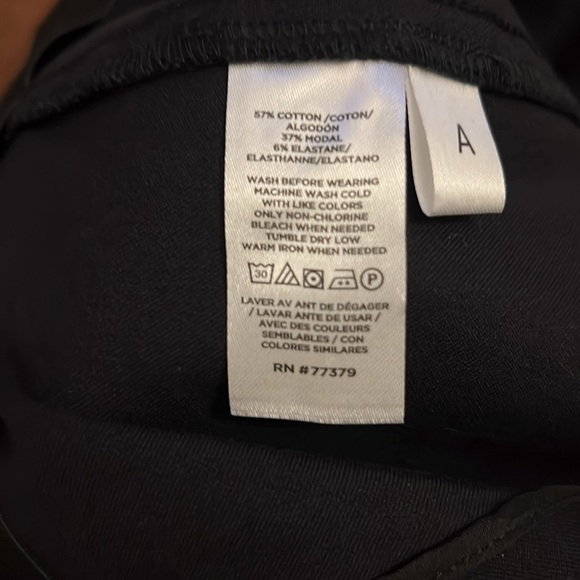 57% COTTON /COTON/
ALGODÓN
37% MODAL
6% ELASTANE/
ELASTHANNE/ELASTANO
WASH BEFORE WEARING
MACHINE WASH COLD
WITH LIKE COLORS
ONLY NON-CHLORINE
BLEACH WHEN NEEDED
TUMBLE DRY LOW
WARM IRON WHEN NEEDED
30 P
LAVER AV ANT DE DÉGAGER
/ LAVAR ANTE DE USAR /
AVEC DES COULEURS
SEMBLABLES / CON
COLORES SIMILARES
RN #77379
A